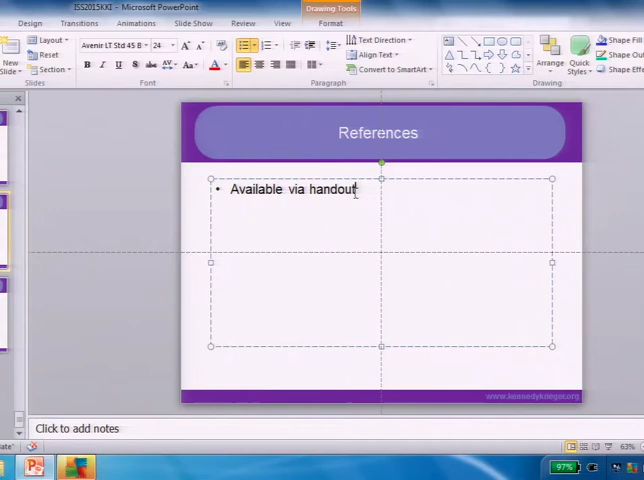 ISS2015KKI - Microsoft PowerPoint
Drawing Tools
Design Transitions Animations Slide Show Review View Format
Layout Avenir LT Std 45 B 24 Text Direction Shape Fill
Reset Align Text Shape Out
New Slide Section Convert to SmartArt Arrange Quick Styles Shape Effe
Slides Font Paragraph Drawing
References
• Available via handout
www.kennedykrieger.org
Click to add notes
63%
97%